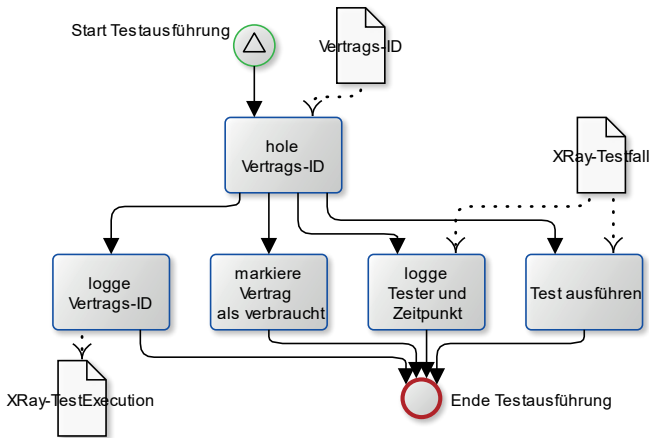 Start Testausführung
Vertrags-ID
hole
Vertrags-ID
XRay-Testfall
logge
Vertrags-ID
markiere
Vertrag
als verbraucht
logge
Tester und
Zeitpunkt
Test ausführen
XRay-TestExecution
Ende Testausführung